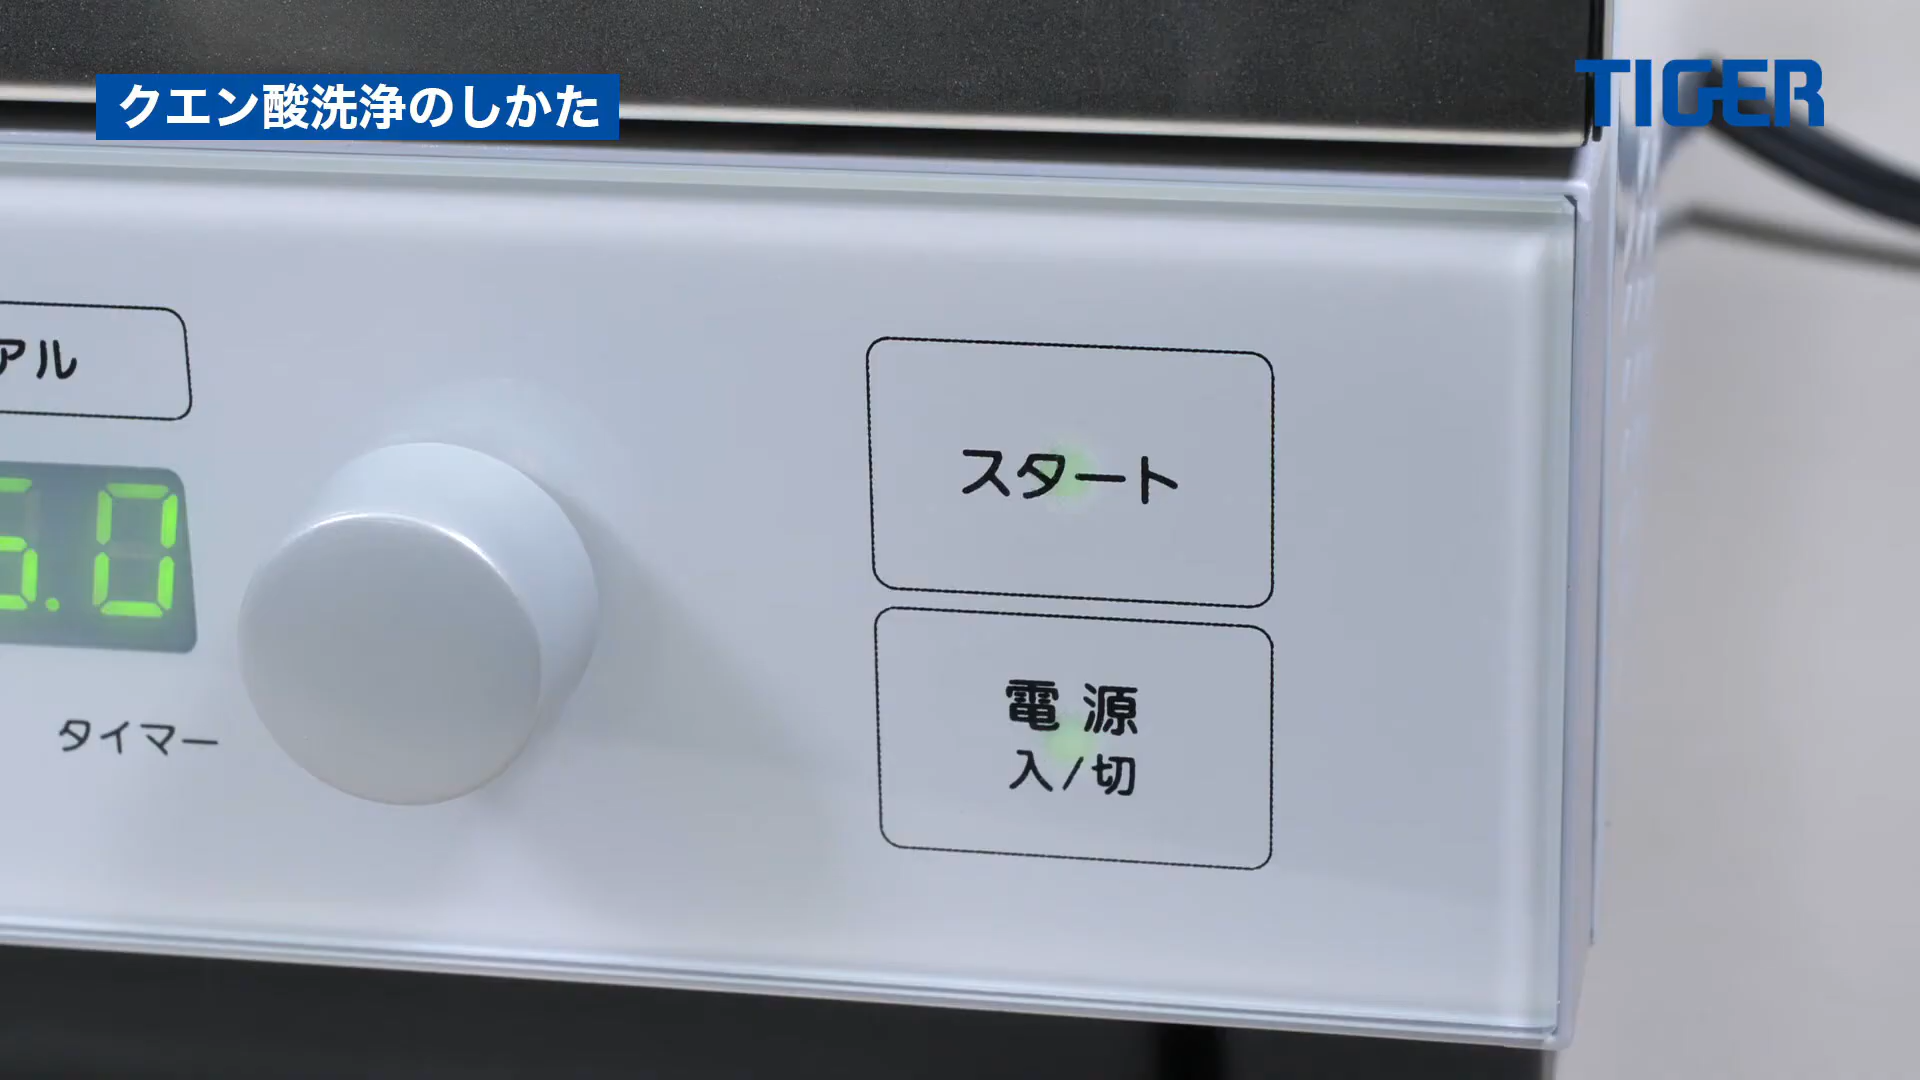 クエン酸洗浄のしかた
TIGER
アル
スタート
5.0
電源
入/切
タイマー